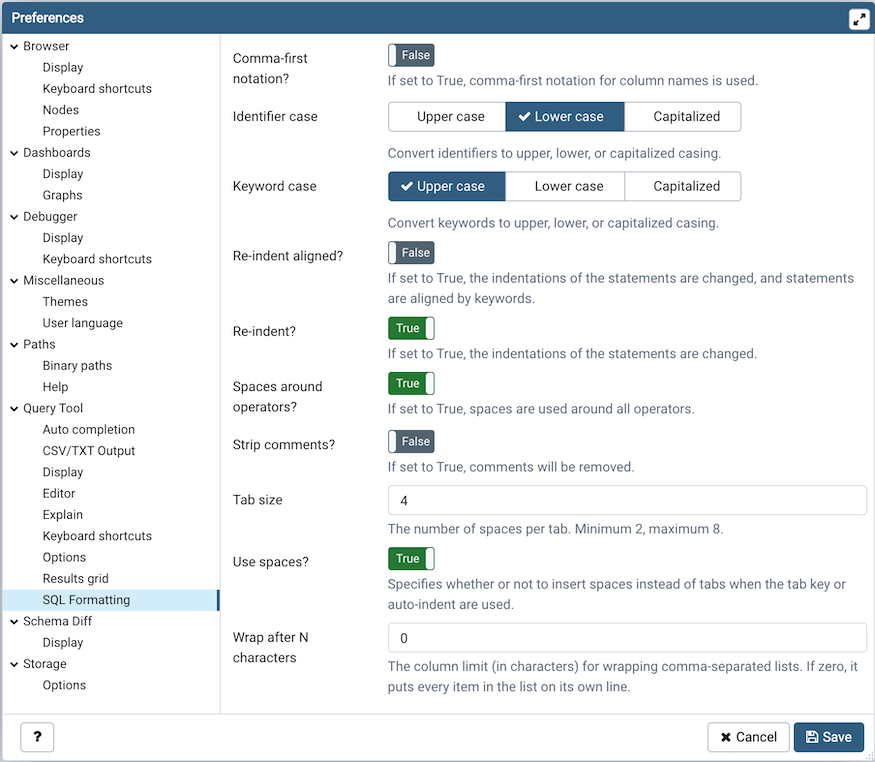 Preferences
Browser
Display
Keyboard shortcuts
Nodes
Properties
Dashboards
Display
Graphs
Debugger
Display
Keyboard shortcuts
Miscellaneous
Themes
User language
Paths
Binary paths
Help
Query Tool
Auto completion
CSV/TXT Output
Display
Editor
Explain
Keyboard shortcuts
Options
Results grid
SQL Formatting
Schema Diff
Display
Storage
Options
Comma-first
notation?
False
If set to True, comma-first notation for column names is used.
Identifier case
Upper case
Lower case
Capitalized
Convert identifiers to upper, lower, or capitalized casing.
Keyword case
Upper case
Lower case
Capitalized
Convert keywords to upper, lower, or capitalized casing.
Re-indent aligned?
False
If set to True, the indentations of the statements are changed, and statements
are aligned by keywords.
Re-indent?
True
If set to True, the indentations of the statements are changed.
Spaces around
operators?
True
If set to True, spaces are used around all operators.
Strip comments?
False
If set to True, comments will be removed.
Tab size
4
The number of spaces per tab. Minimum 2, maximum 8.
Use spaces?
True
Specifies whether or not to insert spaces instead of tabs when the tab key or
auto-indent are used.
Wrap after N
characters
0
The column limit (in characters) for wrapping comma-separated lists. If zero, it
puts every item in the list on its own line.
?
Cancel
Save